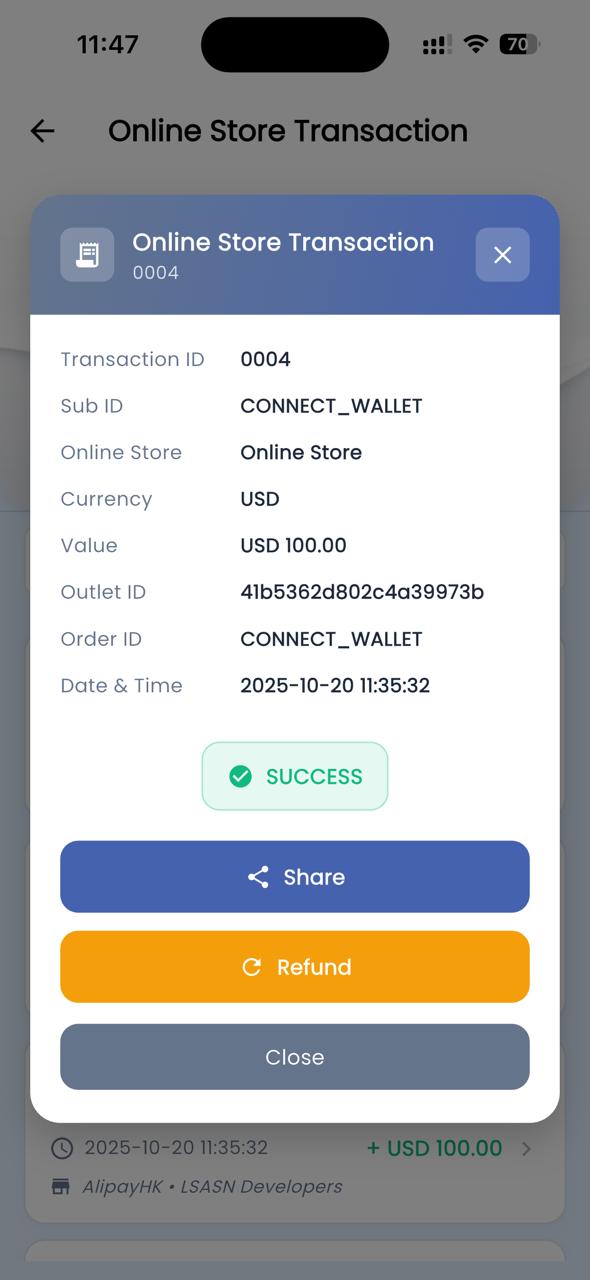 11:47
70
Online Store Transaction
Online Store Transaction
0004
Transaction ID 0004
Sub ID CONNECT_WALLET
Online Store Online Store
Currency USD
Value USD 100.00
Outlet ID 41b5362d802c4a39973b
Order ID CONNECT_WALLET
Date & Time 2025-10-20 11:35:32
SUCCESS
Share
Refund
Close
2025-10-20 11:35:32 + USD 100.00
AlipayHK • LSASN Developers